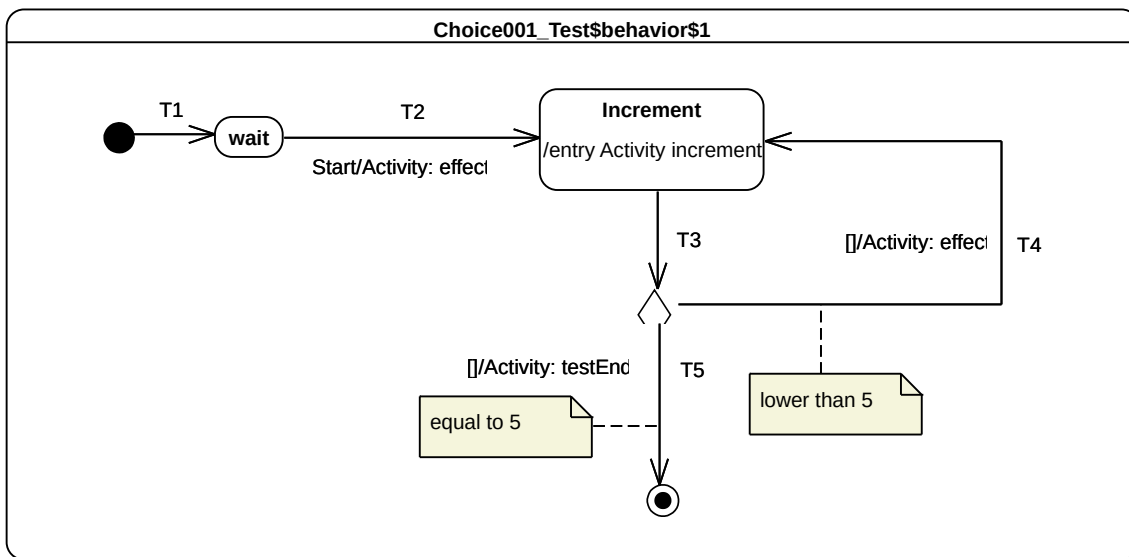 Choice001_Test$behavior$1
T1
T2
wait
Start/Activity: effect
Increment
/entry Activity increment
T3
[]/Activity: effect
T4
[]/Activity: testEnd
T5
equal to 5
lower than 5